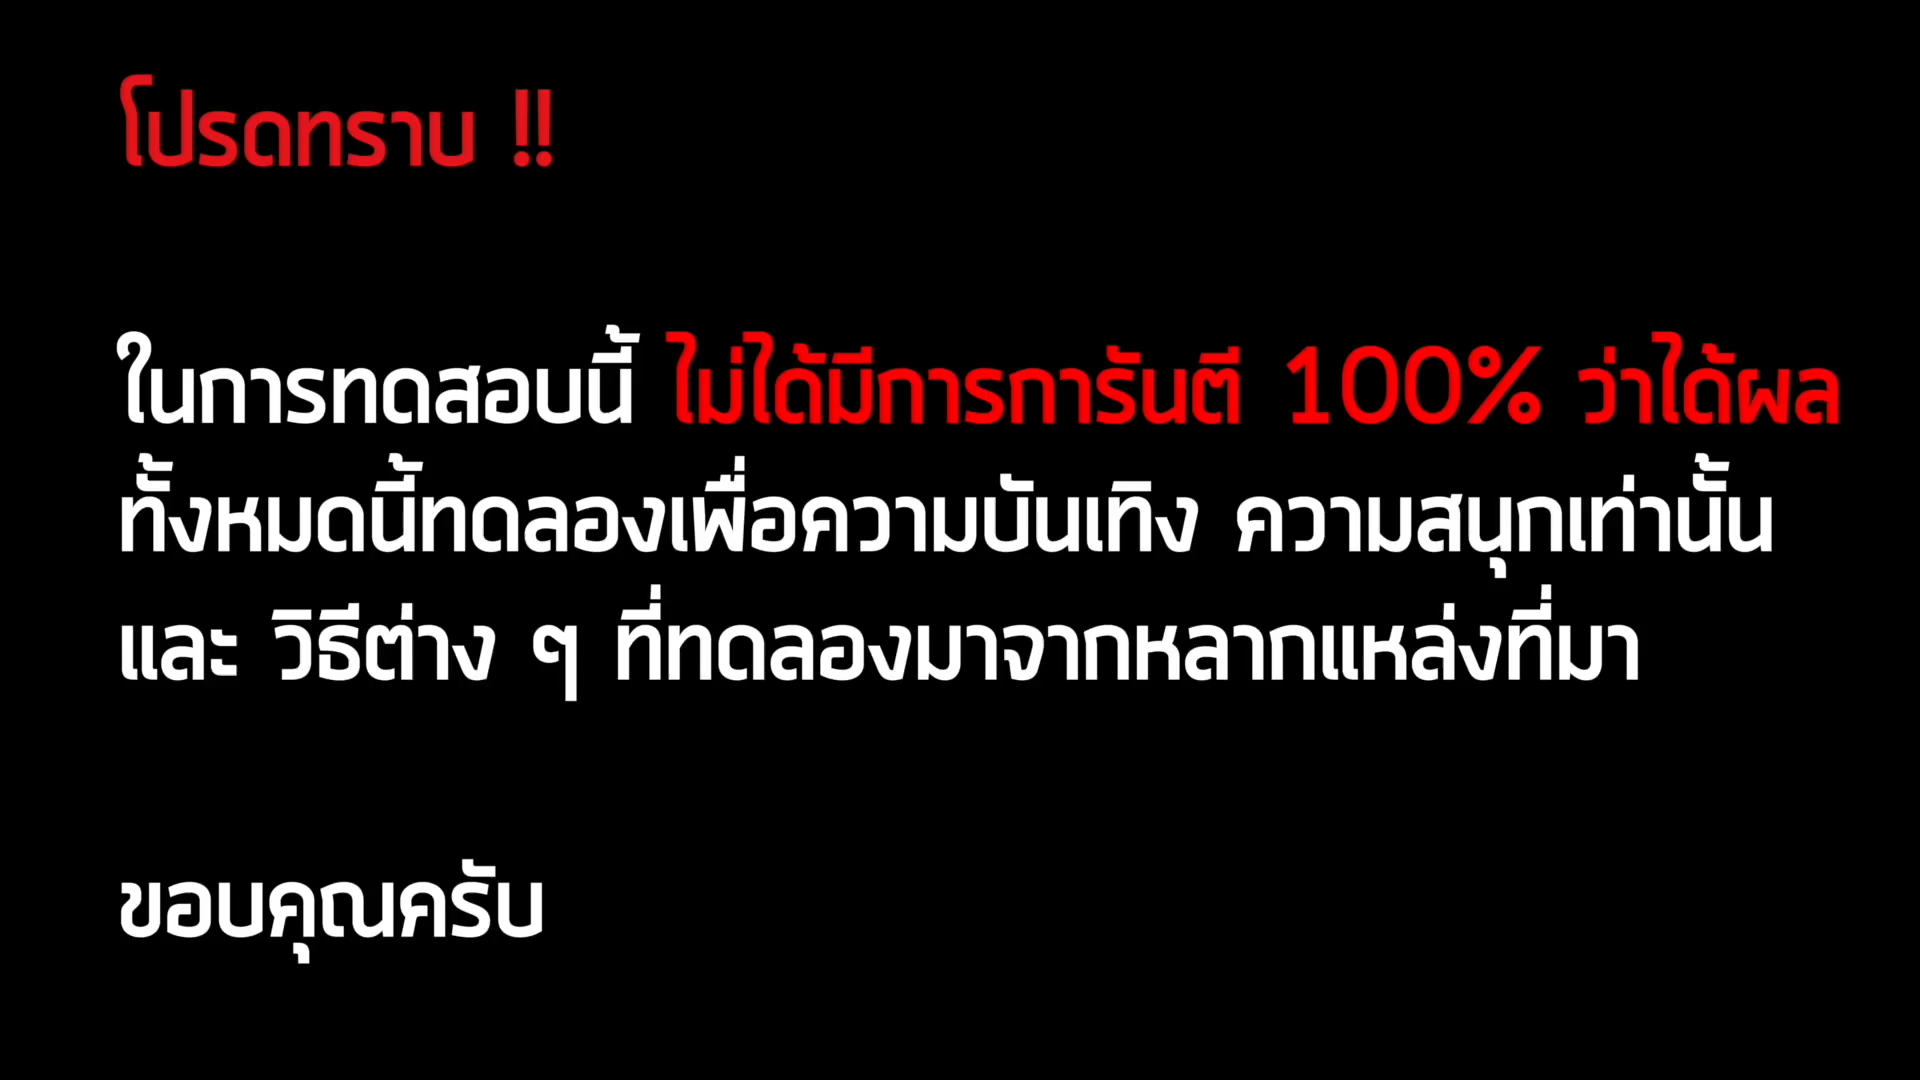 โปรดทราบ !!
ในการทดสอบนี้ ไม่ได้มีการการันตี 100% ว่าได้ผล
ทั้งหมดนี้ทดลองเพื่อความบันเทิง ความสนุกเท่านั้น
และ วิธีต่าง ๆ ที่ทดลองมาจากหลากแหล่งที่มา
ขอบคุณครับ